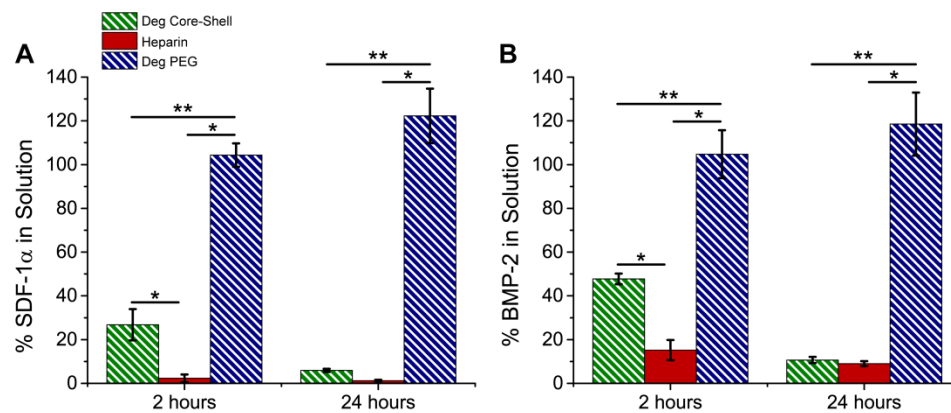 Deg Core-Shell
Heparin
Deg PEG
A
**
*
**
*
*
140
120
100
80
60
40
20
0
% SDF-1α in Solution
2 hours
24 hours
B
**
*
**
*
*
140
120
100
80
60
40
20
0
% BMP-2 in Solution
2 hours
24 hours